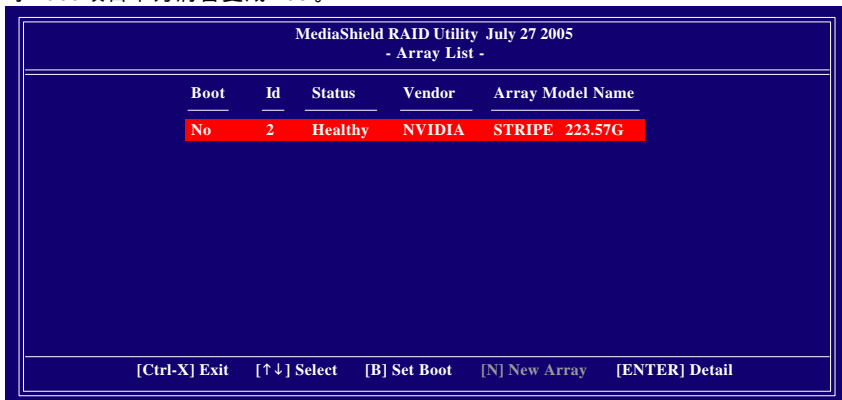 MediaShield RAID Utility July 27 2005
- Array List -
Boot Id Status Vendor Array Model Name
No 2 Healthy NVIDIA STRIPE 223.57G
[Ctrl-X] Exit [↑↓] Select [B] Set Boot [N] New Array [ENTER] Detail